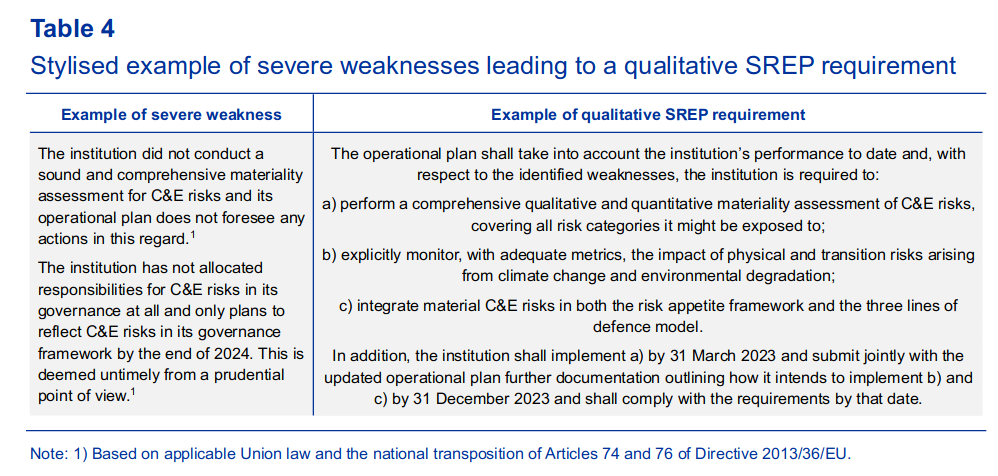 Table 4
Stylised example of severe weaknesses leading to a qualitative SREP requirement
Example of severe weakness
Example of qualitative SREP requirement
The institution did not conduct a
sound and comprehensive materiality
assessment for C&E risks and its
operational plan does not foresee any
actions in this regard.1
The institution has not allocated
responsibilities for C&E risks in its
governance at all and only plans to
reflect C&E risks in its governance
framework by the end of 2024. This is
deemed untimely from a prudential
point of view.1
The operational plan shall take into account the institution’s performance to date and, with
respect to the identified weaknesses, the institution is required to:
a) perform a comprehensive qualitative and quantitative materiality assessment of C&E risks,
covering all risk categories it might be exposed to;
b) explicitly monitor, with adequate metrics, the impact of physical and transition risks arising
from climate change and environmental degradation;
c) integrate material C&E risks in both the risk appetite framework and the three lines of
defence model.
In addition, the institution shall implement a) by 31 March 2023 and submit jointly with the
updated operational plan further documentation outlining how it intends to implement b) and
c) by 31 December 2023 and shall comply with the requirements by that date.
Note: 1) Based on applicable Union law and the national transposition of Articles 74 and 76 of Directive 2013/36/EU.